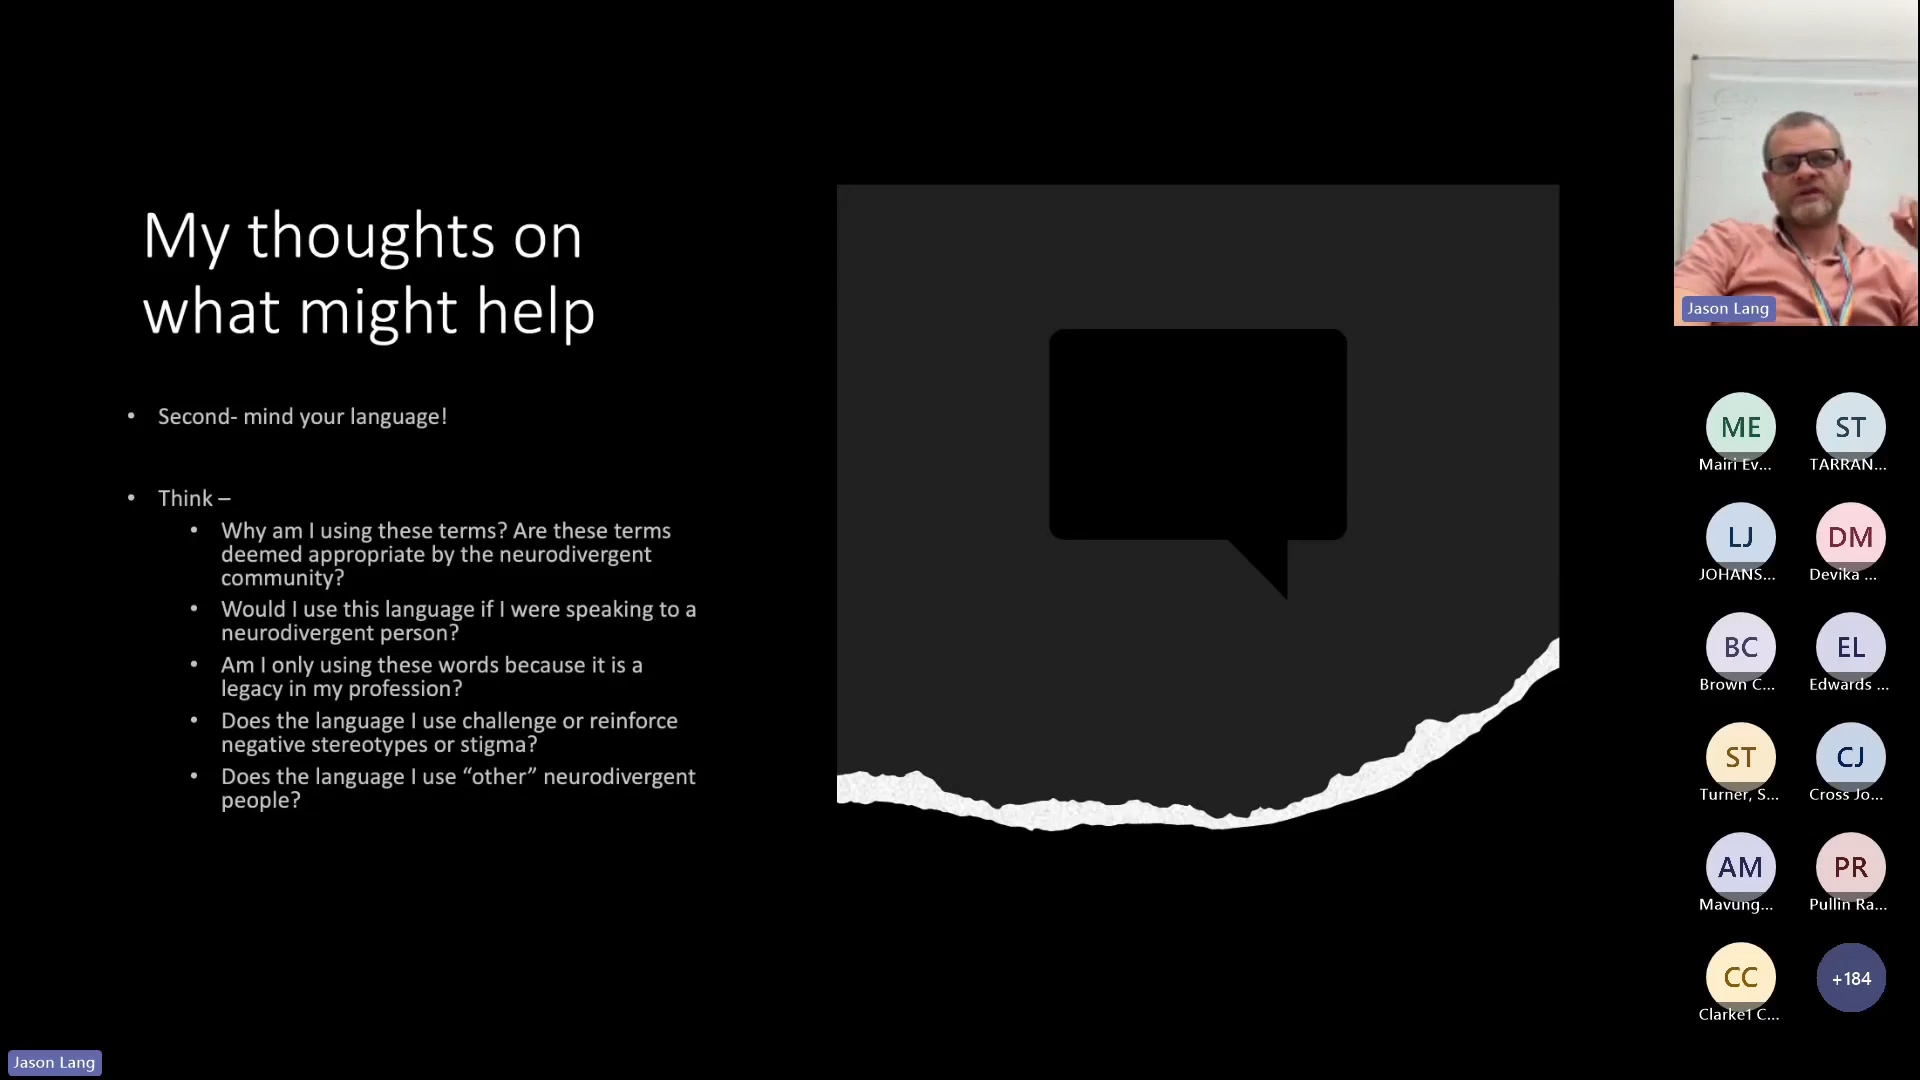 My thoughts on
what might help
• Second- mind your language!
• Think –
• Why am I using these terms? Are these terms
deemed appropriate by the neurodivergent
community?
• Would I use this language if I were speaking to a
neurodivergent person?
• Am I only using these words because it is a
legacy in my profession?
• Does the language I use challenge or reinforce
negative stereotypes or stigma?
• Does the language I use “other” neurodivergent
people?
Jason Lang
ME
Mairi Ev...
ST
TARRAN...
LJ
JOHANS...
DM
Devika ...
BC
Brown C...
EL
Edwards ...
ST
Turner, S...
CJ
Cross Jo...
AM
Mavung...
PR
Pullin Ra...
CC
Clarke1 C...
+184
Jason Lang